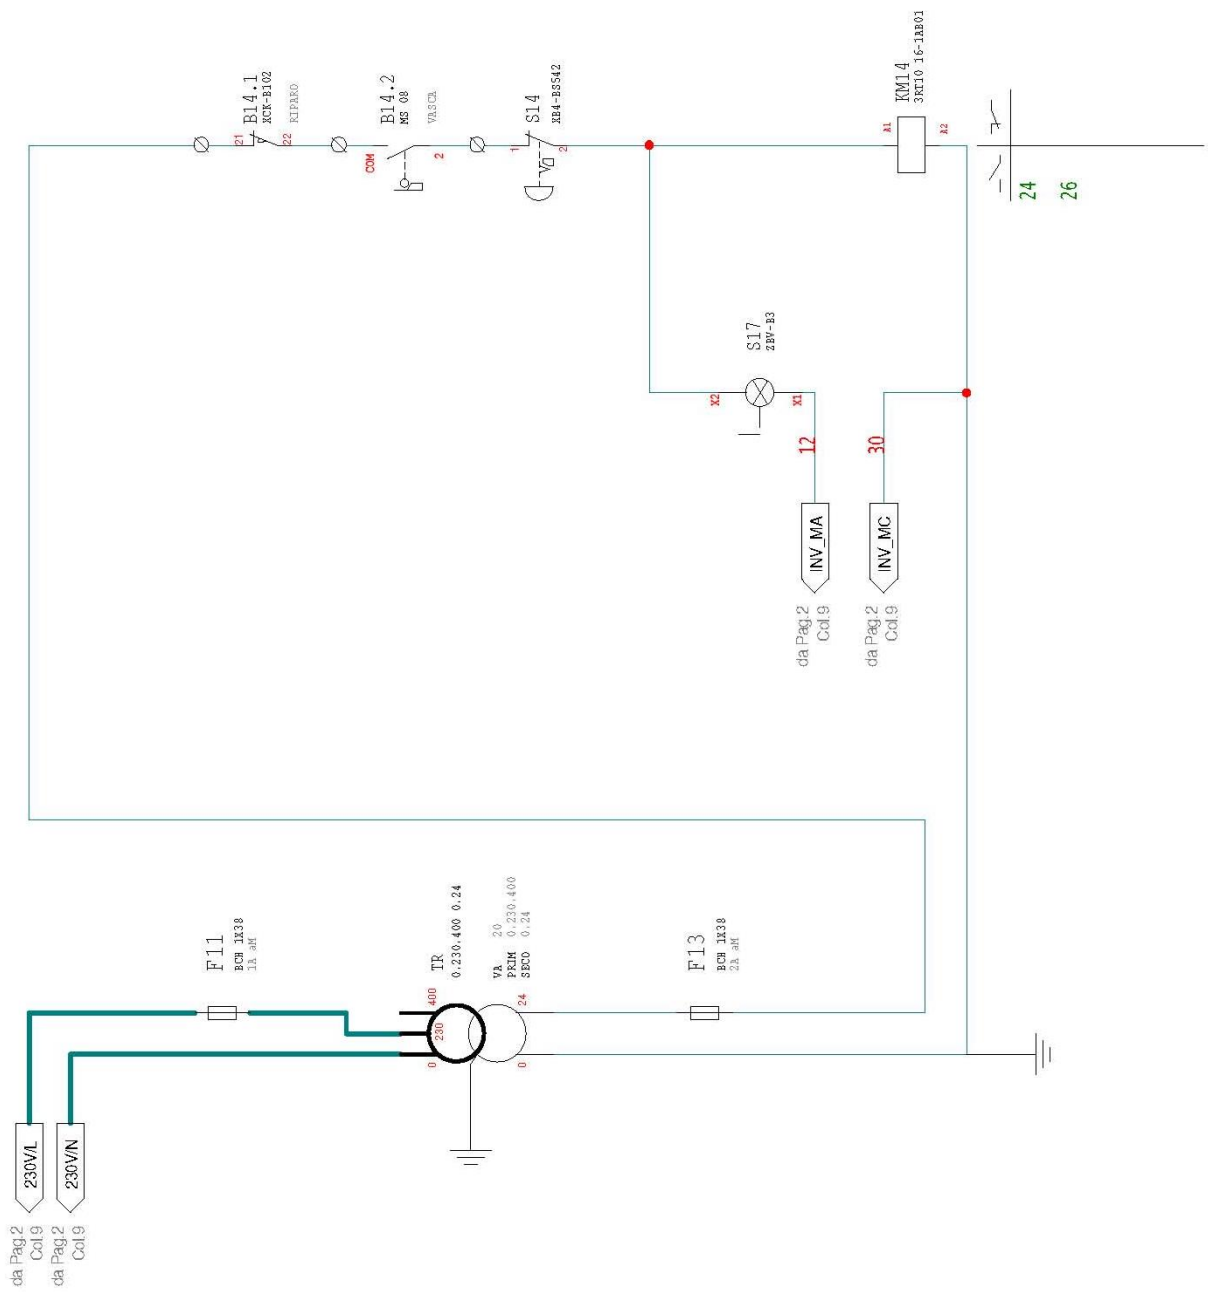 da Pag.2
Col.9
230V/L
da Pag.2
Col.9
230V/N
F11
BCH 1X38
1A aM
400
230
0
TR
0.230.400 0.24
VA 20
PRIM 0.230.400
SECO 0.24
24
0
F13
BCH 1X38
2A aM
B14.1
XCK-B102
RIPARO
21
22
B14.2
MS 08
VASCA
COM
2
S14
XB4-BS542
1
2
S17
ZBV-B3
X2
X1
12
INV_MA
da Pag.2
Col.9
30
INV_MC
da Pag.2
Col.9
KM14
3RT10 16-1AB01
A1
A2
24
26